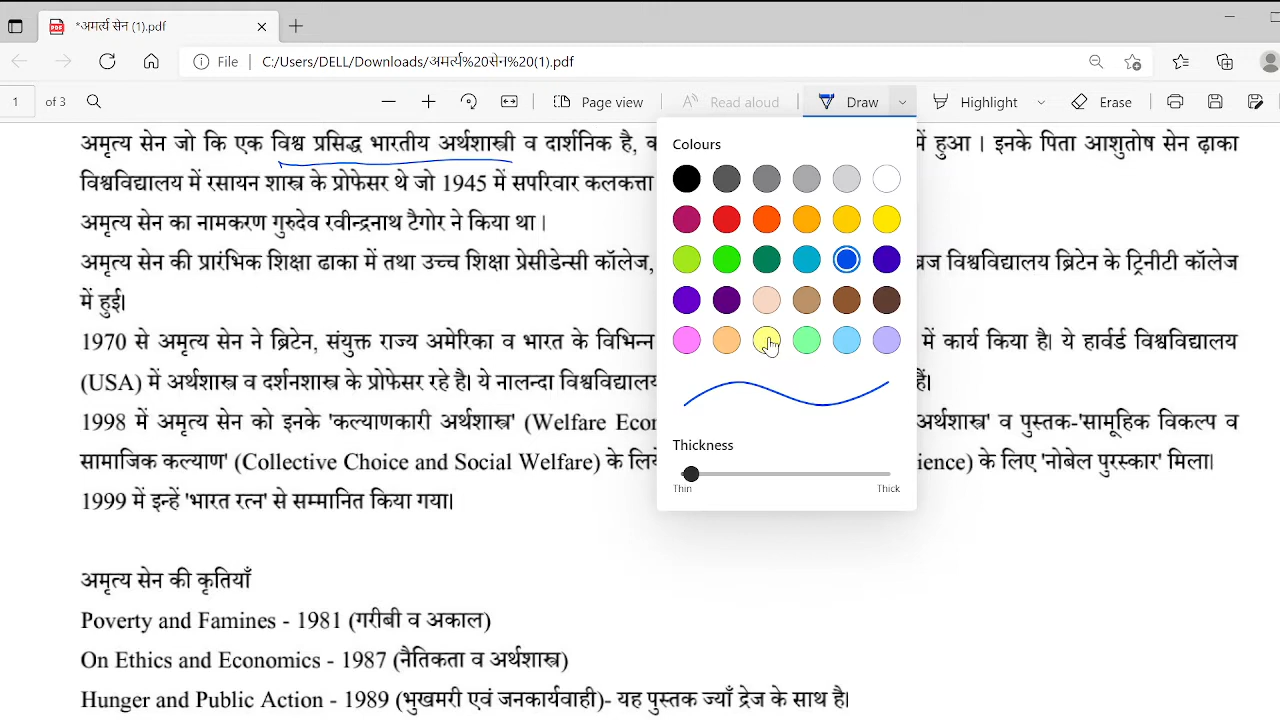 *अमर्त्य सेन (1).pdf
File C:/Users/DELL/Downloads/अमर्त्य%20सेन%20(1).pdf
1 of 3 Page view Read aloud Draw Highlight Erase
अमृत्य सेन जो कि एक विश्व प्रसिद्ध भारतीय अर्थशास्त्री व दार्शनिक है, में हुआ । इनके पिता आशुतोष सेन ढ़ाका
विश्वविद्यालय में रसायन शास्त्र के प्रोफेसर थे जो 1945 में सपरिवार कलकत्ता
अमृत्य सेन का नामकरण गुरुदेव रवीन्द्रनाथ टैगोर ने किया था ।
अमृत्य सेन की प्रारंभिक शिक्षा ढाका में तथा उच्च शिक्षा प्रेसीडेन्सी कॉलेज, ब्रज विश्वविद्यालय ब्रिटेन के ट्रिनीटी कॉलेज
में हुई।
1970 से अमृत्य सेन ने ब्रिटेन, संयुक्त राज्य अमेरिका व भारत के विभिन्न में कार्य किया है। ये हार्वर्ड विश्वविद्यालय
(USA) में अर्थशास्त्र व दर्शनशास्त्र के प्रोफेसर रहे है। ये नालन्दा विश्वविद्यालय हैं।
1998 में अमृत्य सेन को इनके 'कल्याणकारी अर्थशास्त्र' (Welfare Econ अर्थशास्त्र' व पुस्तक-'सामूहिक विकल्प व
सामाजिक कल्याण' (Collective Choice and Social Welfare) के लिये ience) के लिए 'नोबेल पुरस्कार' मिला।
1999 में इन्हें 'भारत रत्न' से सम्मानित किया गया।
अमृत्य सेन की कृतियाँ
Poverty and Famines - 1981 (गरीबी व अकाल)
On Ethics and Economics - 1987 (नैतिकता व अर्थशास्त्र)
Hunger and Public Action - 1989 (भुखमरी एवं जनकार्यवाही)- यह पुस्तक ज्याँ द्रेज के साथ है।
Colours
Thickness
Thin Thick